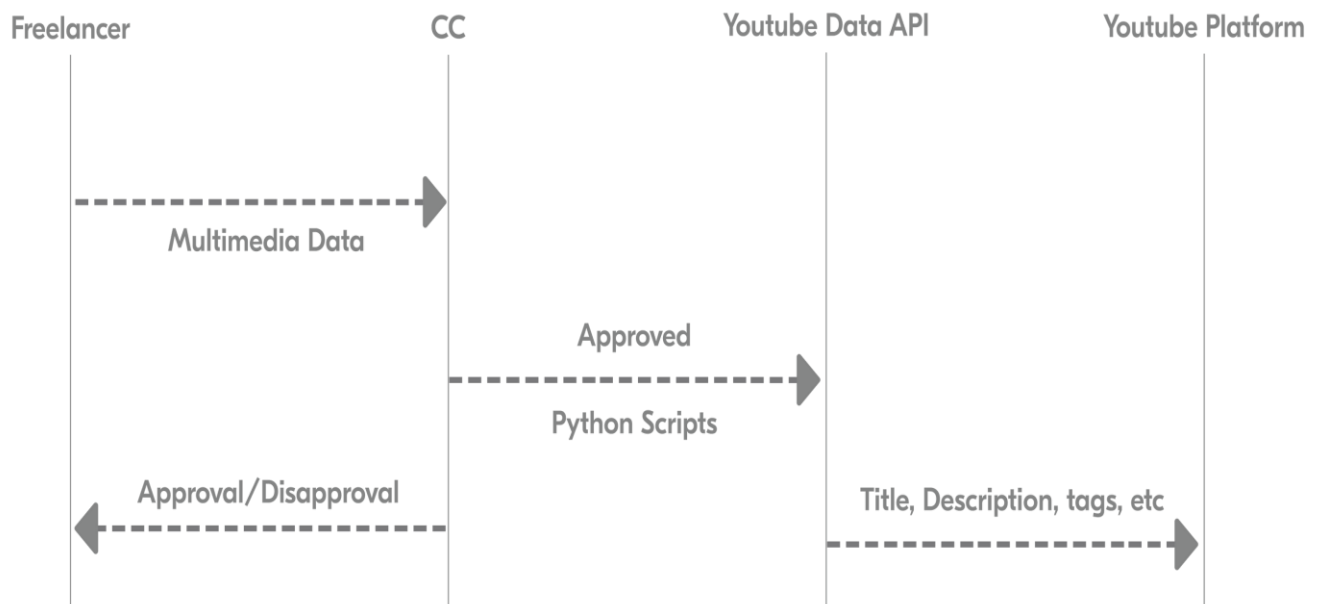 Freelancer
CC
Youtube Data API
Youtube Platform
Multimedia Data
Approved
Python Scripts
Approval/Disapproval
Title, Description, tags, etc